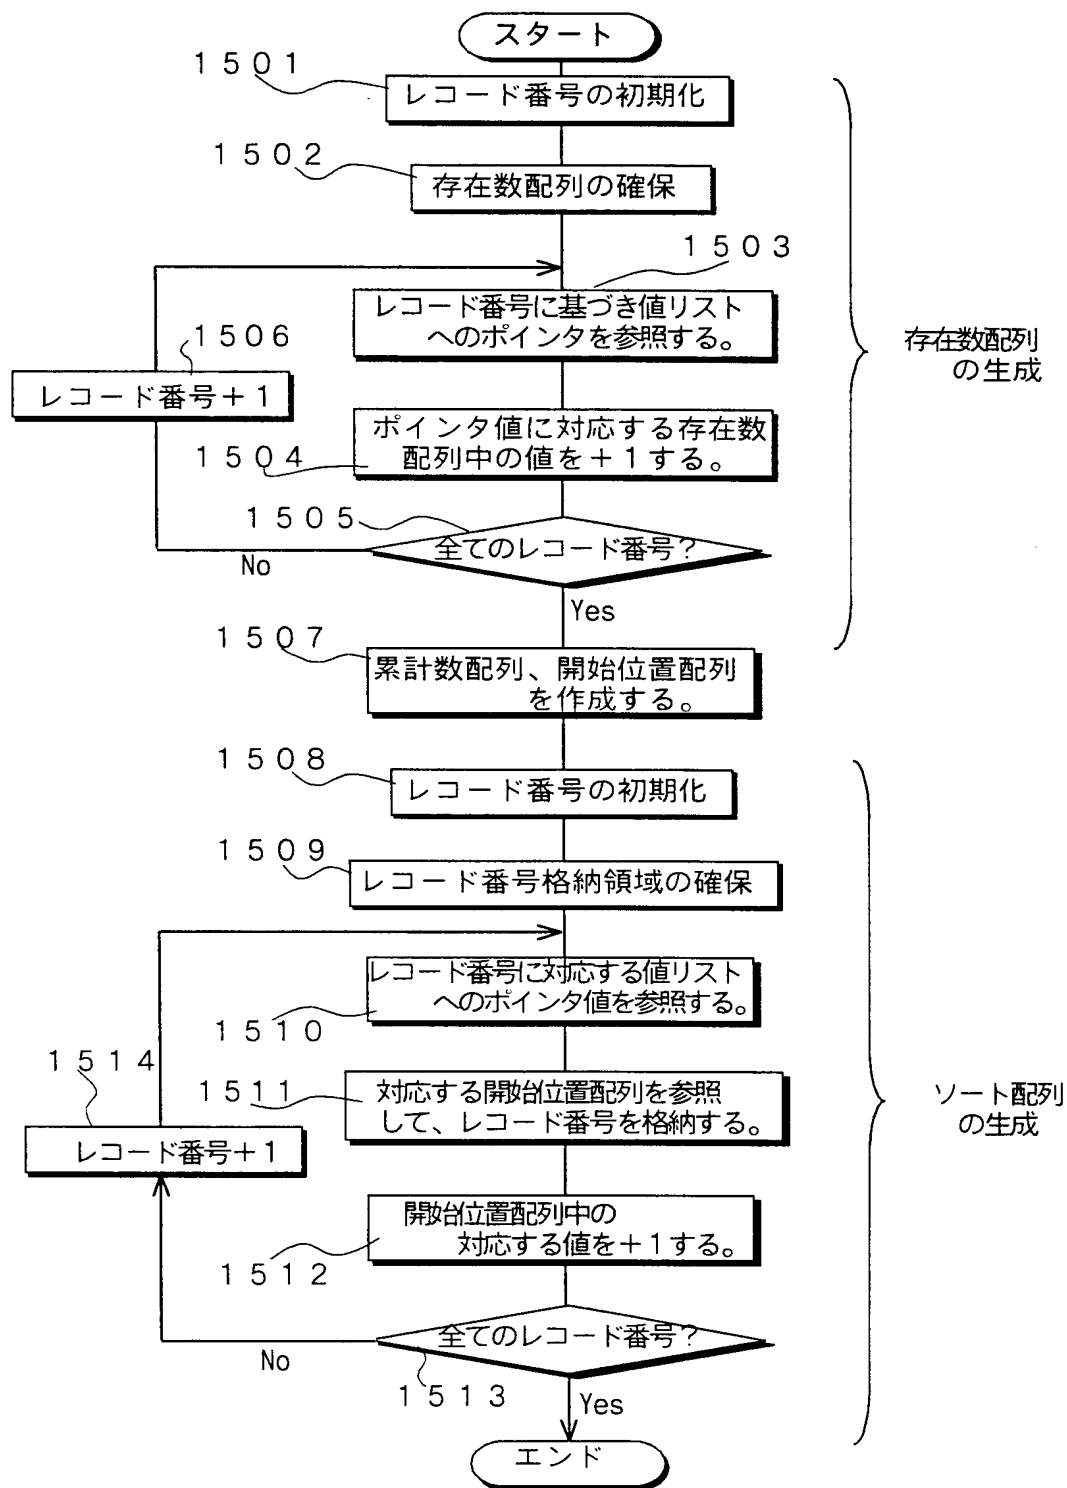 スタート
1501
レコード番号の初期化
1502
存在数配列の確保
1503
レコード番号に基づき値リスト
へのポインタを参照する。
1506
レコード番号+1
ポインタ値に対応する存在数
配列中の値を+1する。
1504
1505
全てのレコード番号?
No
Yes
存在数配列
の生成
1507
累計数配列、開始位置配列
を作成する。
1508
レコード番号の初期化
1509
レコード番号格納領域の確保
レコード番号に対応する値リスト
へのポインタ値を参照する。
1510
1514
レコード番号+1
1511
対応する開始位置配列を参照
して、レコード番号を格納する。
開始位置配列中の
対応する値を+1する。
1512
全てのレコード番号?
No
1513
Yes
ソート配列
の生成
エンド